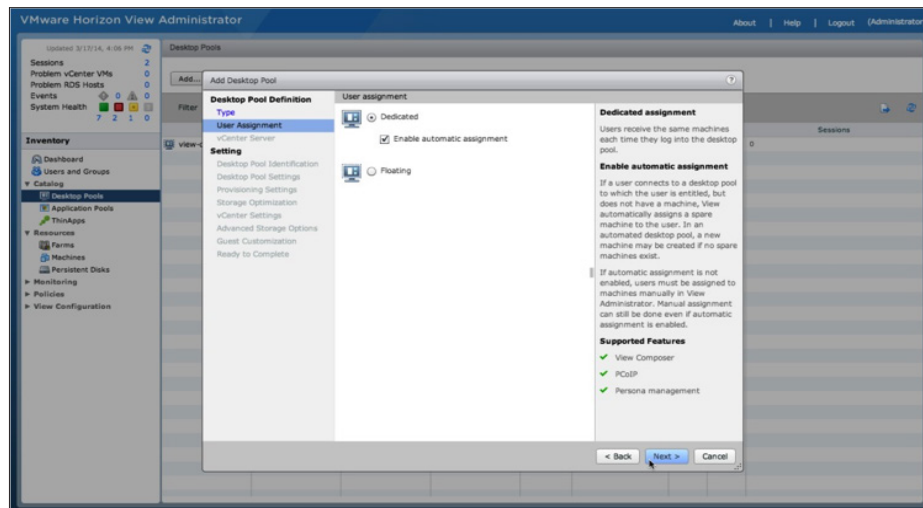 VMware Horizon View Administrator
About | Help | Logout (Administrator
Updated 3/17/14, 4:06 PM
Sessions 2
Problem vCenter VMs 0
Problem RDS Hosts 0
Events 0 0
System Health
7 2 1 0
Inventory
Dashboard
Users and Groups
Catalog
Desktop Pools
Application Pools
ThinApps
Resources
Farms
Machines
Persistent Disks
Monitoring
Policies
View Configuration
Desktop Pools
Add...
Filter
Sessions
view-c
0
Add Desktop Pool
?
Desktop Pool Definition
Type
User Assignment
vCenter Server
Setting
Desktop Pool Identification
Desktop Pool Settings
Provisioning Settings
Storage Optimization
vCenter Settings
Advanced Storage Options
Guest Customization
Ready to Complete
User assignment
Dedicated
Enable automatic assignment
Floating
Dedicated assignment
Users receive the same machines
each time they log into the desktop
pool.
Enable automatic assignment
If a user connects to a desktop pool
to which the user is entitled, but
does not have a machine, View
automatically assigns a spare
machine to the user. In an
automated desktop pool, a new
machine may be created if no spare
machines exist.
If automatic assignment is not
enabled, users must be assigned to
machines manually in View
Administrator. Manual assignment
can still be done even if automatic
assignment is enabled.
Supported Features
View Composer
PCoIP
Persona management
< Back Next > Cancel